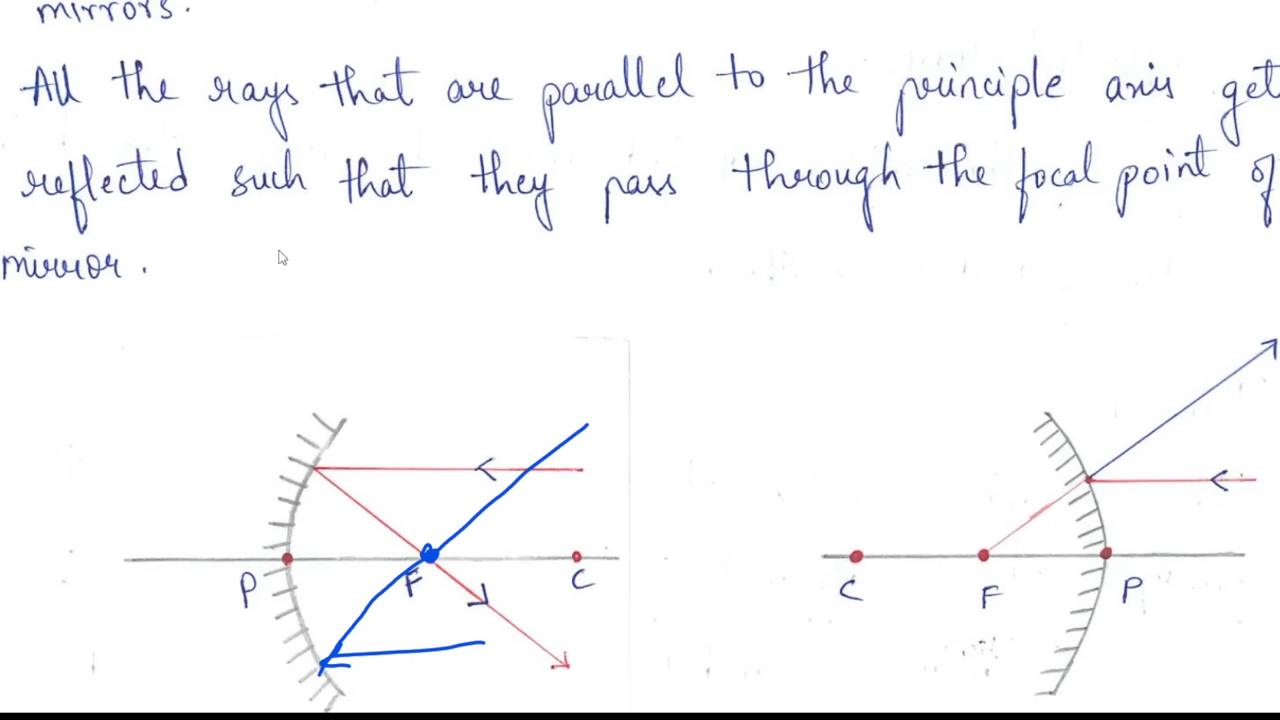 mirrors.
All the rays that are parallel to the principle axis get
reflected such that they pass through the focal point of
mirror.
P F C
C F P